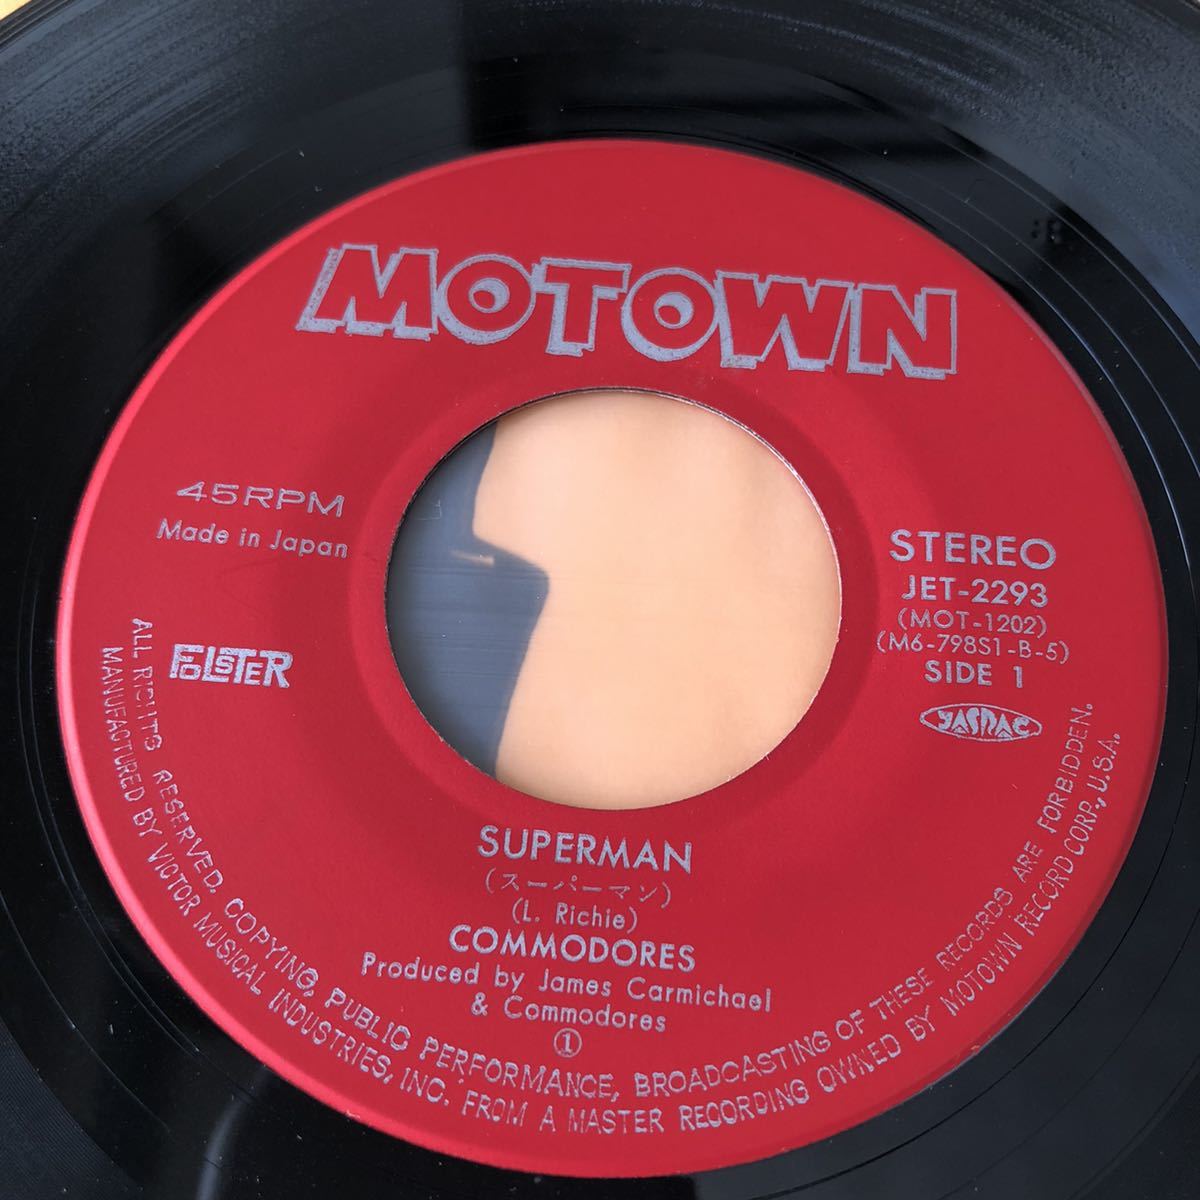 MOTOWN
45RPM
Made in Japan
STEREO
JET-2293
(MOT-1202)
(M6-798S1-B-5)
SIDE 1
FOLSTER
JASRAC
SUPERMAN
(スーパーマン)
(L. Richie)
COMMODORES
Produced by James Carmichael
& Commodores
①
ALL RIGHTS RESERVED. COPYING, PUBLIC PERFORMANCE, BROADCASTING OF THESE RECORDS ARE FORBIDDEN.
MANUFACTURED BY VICTOR MUSICAL INDUSTRIES, INC. FROM A MASTER RECORDING OWNED BY MOTOWN RECORD CORP., U.S.A.